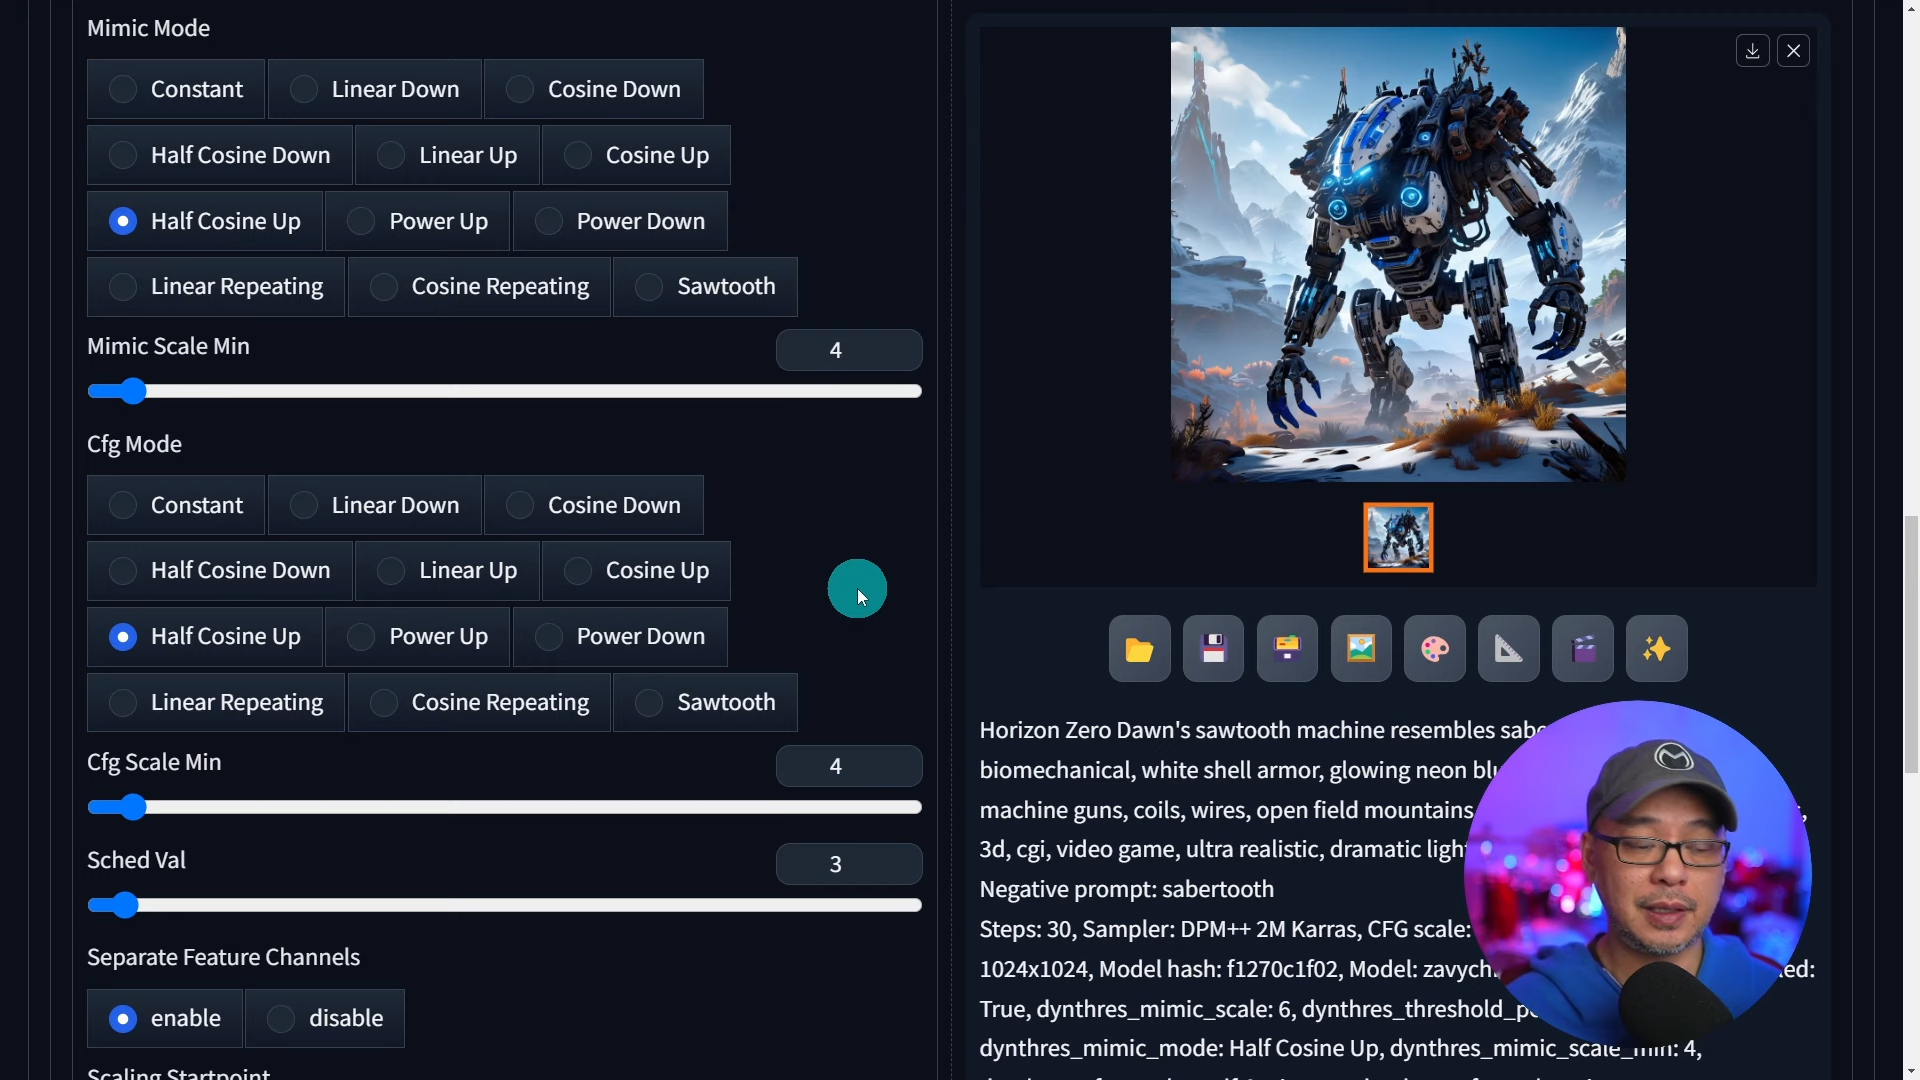 Mimic Mode
Constant
Linear Down
Cosine Down
Half Cosine Down
Linear Up
Cosine Up
Half Cosine Up
Power Up
Power Down
Linear Repeating
Cosine Repeating
Sawtooth
Mimic Scale Min
4
Cfg Mode
Constant
Linear Down
Cosine Down
Half Cosine Down
Linear Up
Cosine Up
Half Cosine Up
Power Up
Power Down
Linear Repeating
Cosine Repeating
Sawtooth
Cfg Scale Min
4
Sched Val
3
Separate Feature Channels
enable
disable
Scaling Startpoint
Horizon Zero Dawn's sawtooth machine resembles
biomechanical, white shell armor, glowing neon
machine guns, coils, wires, open field mountains
3d, cgi, video game, ultra realistic, dramatic
Negative prompt: sabertooth
Steps: 30, Sampler: DPM++ 2M Karras, CFG scale:
1024x1024, Model hash: f1270c1f02, Model:
True, dynthres_mimic_scale: 6,
dynthres_mimic_mode: Half Cosine Up, dynthres_mimic_scale_min: 4,